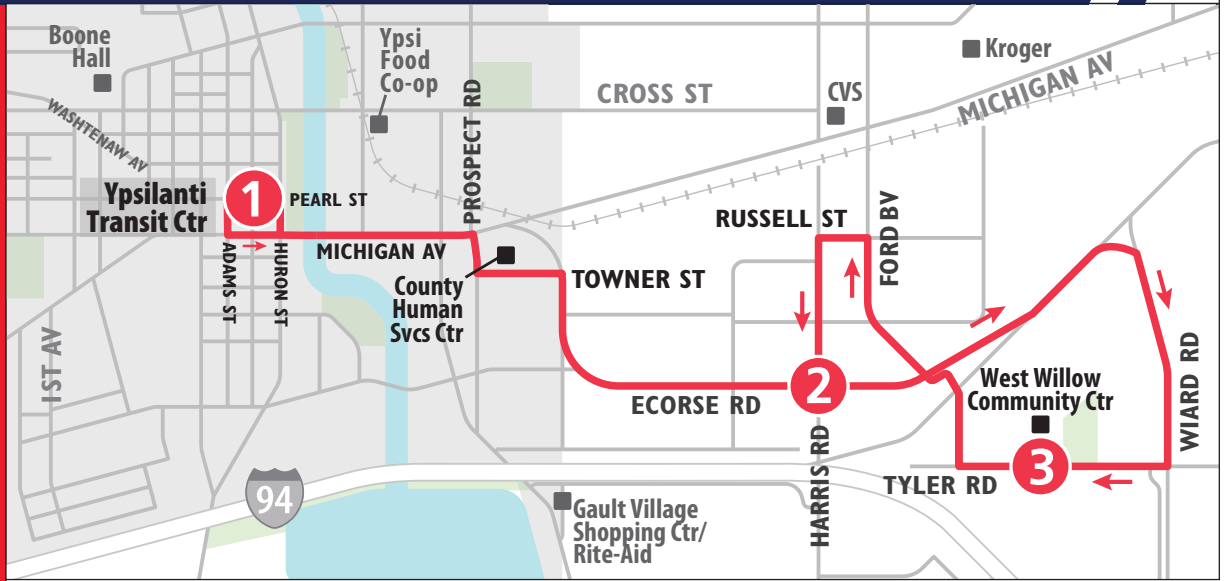 Boone
Hall
Ypsi
Food
Co-op
Kroger
CROSS ST
CVS
MICHIGAN AV
WASHTENAW AV
PROSPECT RD
Ypsilanti
Transit Ctr
1
PEARL ST
RUSSELL ST
FORD BV
MICHIGAN AV
ADAMS ST
HURON ST
County
Human
Svcs Ctr
TOWNER ST
1ST AV
2
ECORSE RD
West Willow
Community Ctr
WIARD RD
HARRIS RD
TYLER RD
3
94
Gault Village
Shopping Ctr/
Rite-Aid